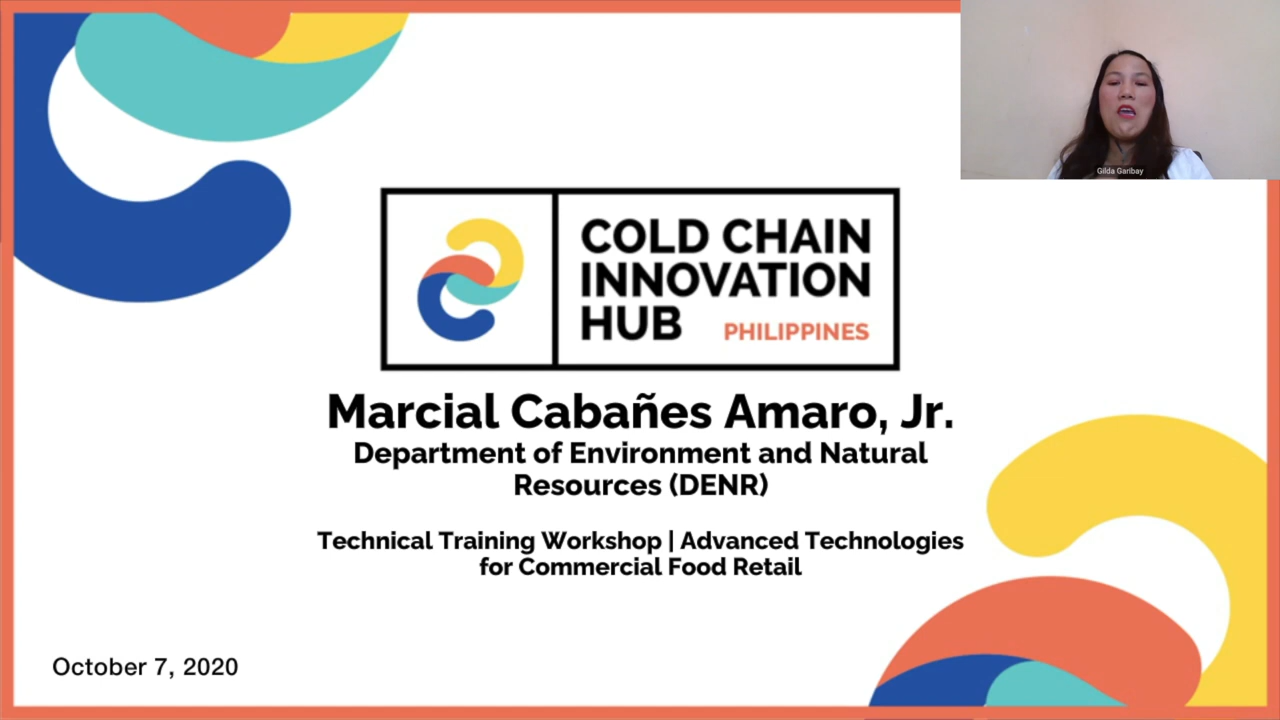 Gilda Garibay
COLD CHAIN
INNOVATION
HUB PHILIPPINES
Marcial Cabañes Amaro, Jr.
Department of Environment and Natural
Resources (DENR)
Technical Training Workshop | Advanced Technologies
for Commercial Food Retail
October 7, 2020